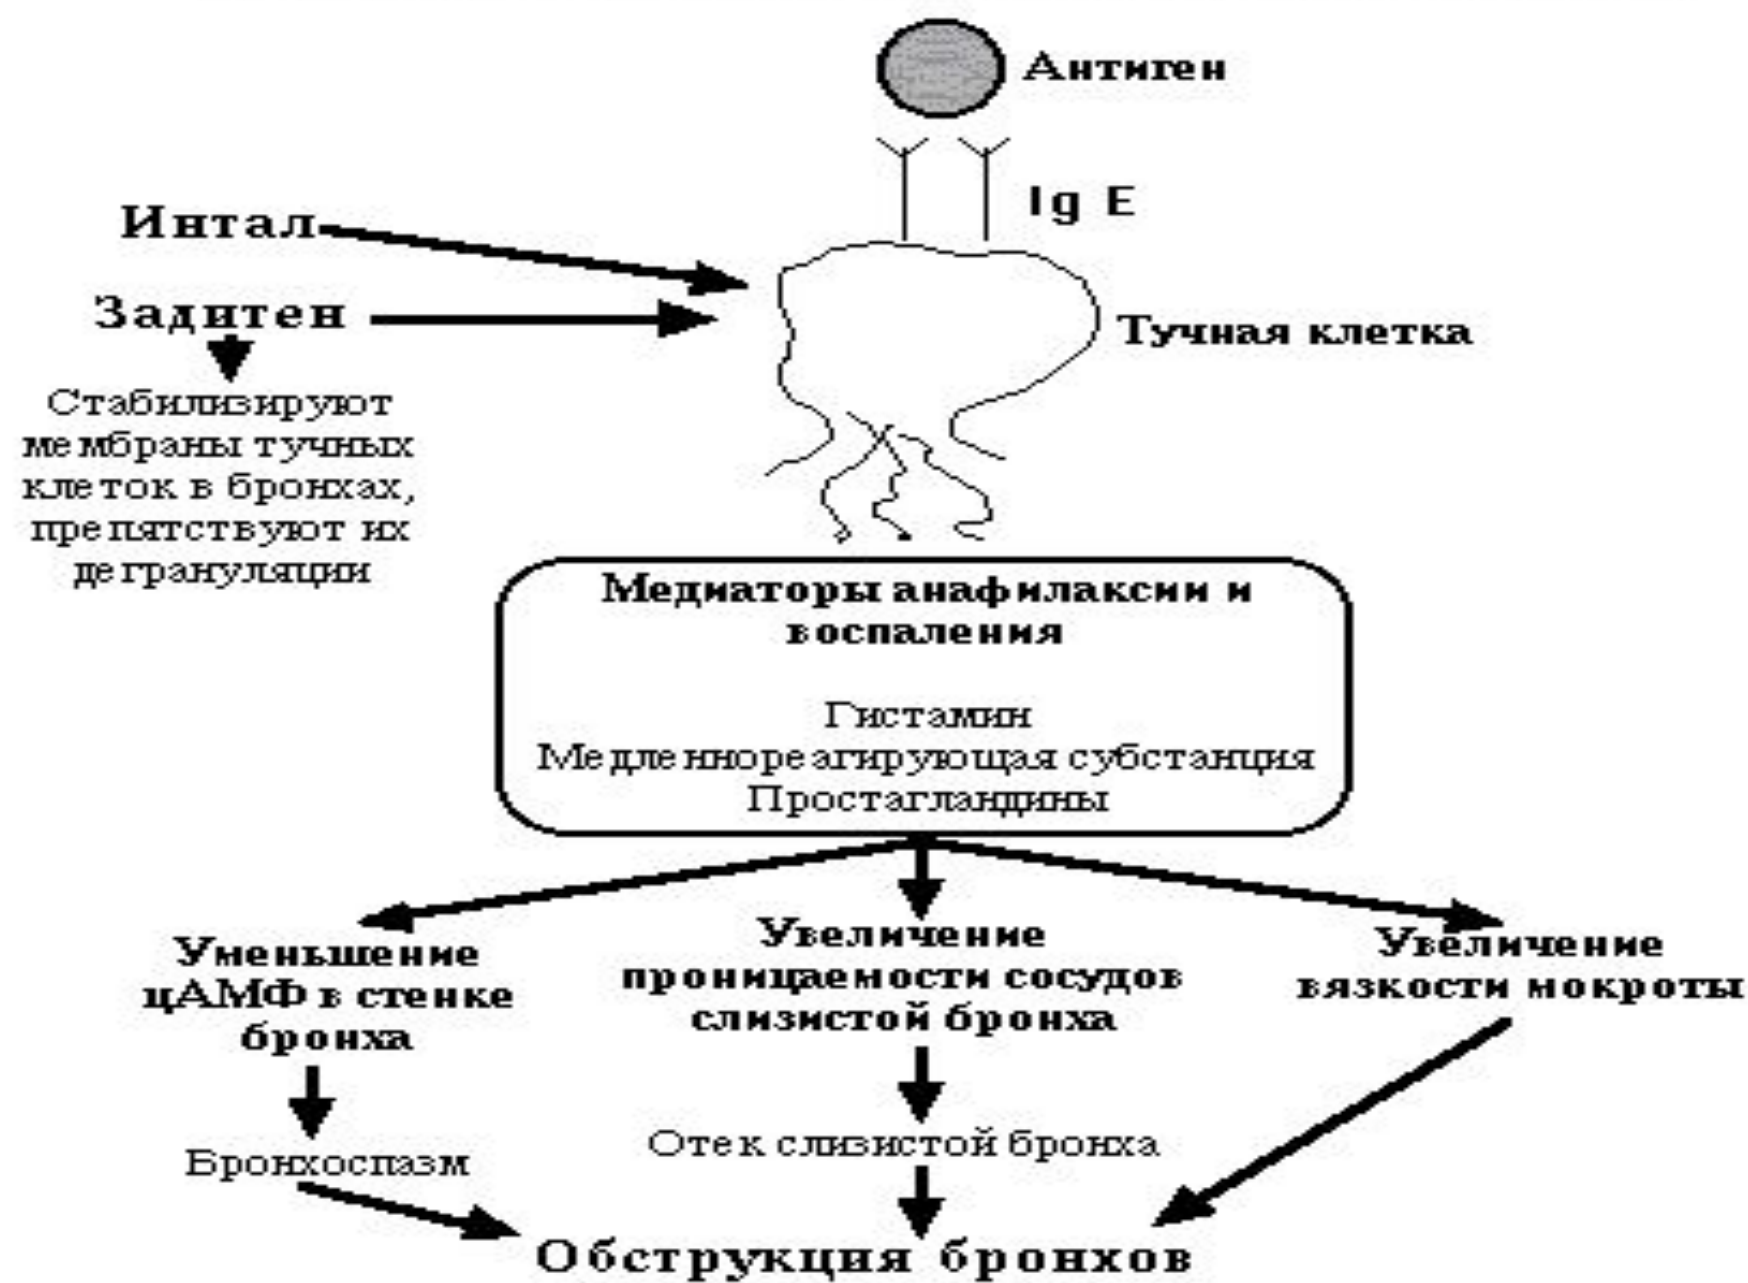 Антиген
Ig E
Интал
Задитен
Тучная клетка
Стабилизируют
мембраны тучных
клеток в бронхах,
препятствуют их
дегрануляции
Медиаторы анафилаксии и
воспаления
Гистамин
Медленнореагирующая субстанция
Простагландины
Уменьшение
цАМФ в стенке
бронха
Увеличение
проницаемости сосудов
слизистой бронха
Увеличение
вязкости мокроты
Бронхоспазм
Отек слизистой бронха
Обструкция бронхов